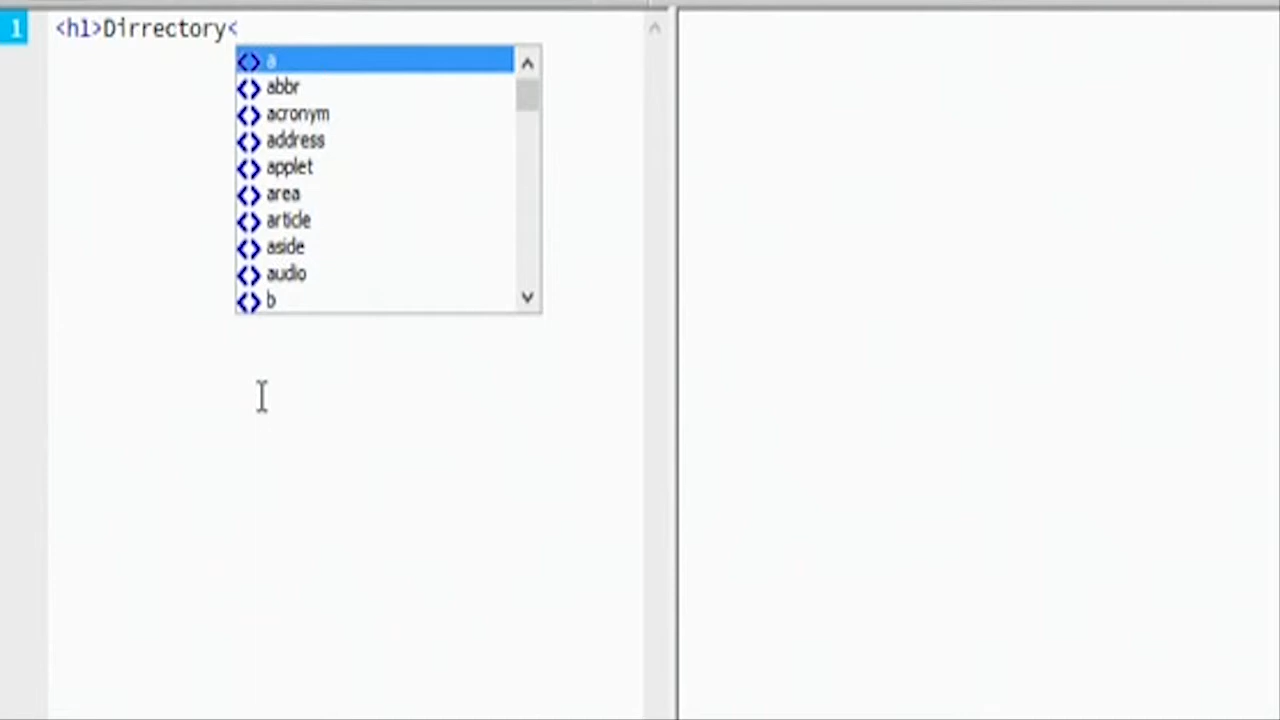 1 <h1>Dirrectory<
<> a
<> abbr
<> acronym
<> address
<> applet
<> area
<> article
<> aside
<> audio
<> b